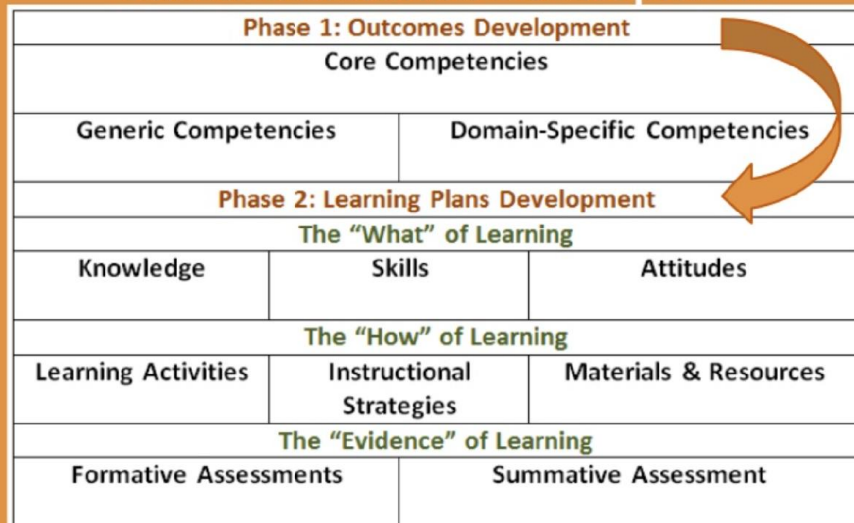 Phase 1: Outcomes Development
Core Competencies
Generic Competencies
Domain-Specific Competencies
Phase 2: Learning Plans Development
The “What” of Learning
Knowledge
Skills
Attitudes
The “How” of Learning
Learning Activities
Instructional
Strategies
Materials & Resources
The “Evidence” of Learning
Formative Assessments
Summative Assessment